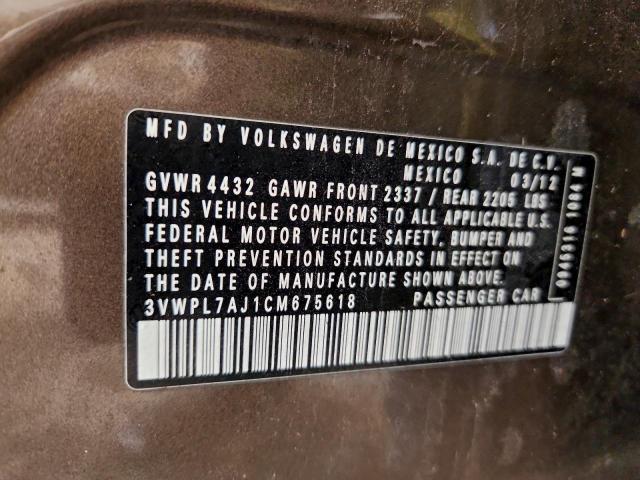 MFD BY VOLKSWAGEN DE MEXICO S.A. DE C.V.
MEXICO 03/12
GVWR 4432 GAWR FRONT 2337 / REAR 2205 LBS
THIS VEHICLE CONFORMS TO ALL APPLICABLE U.S.
FEDERAL MOTOR VEHICLE SAFETY, BUMPER AND
THEFT PREVENTION STANDARDS IN EFFECT ON
THE DATE OF MANUFACTURE SHOWN ABOVE.
3VWPL7AJ1CM675618 PASSENGER CAR